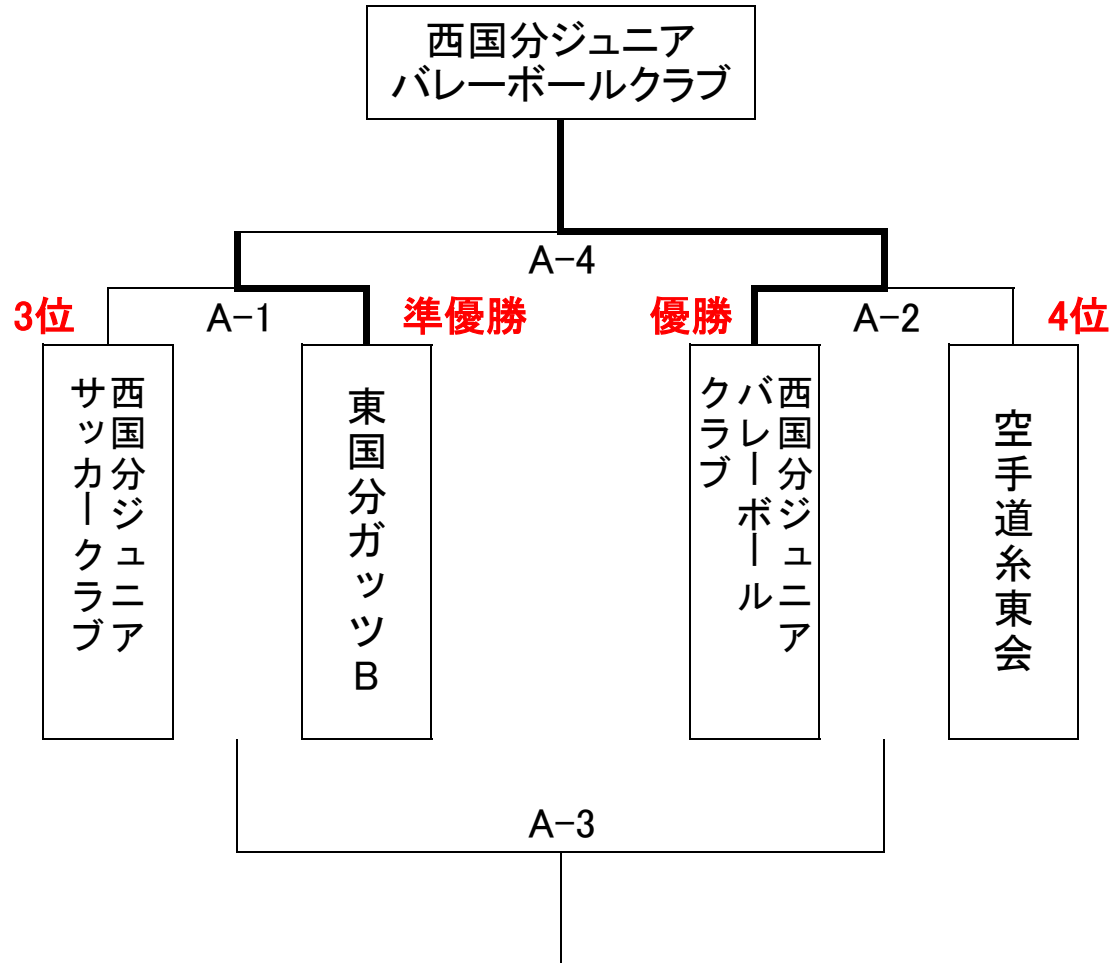 西国分ジュニア
バレーボールクラブ
A-4
3位
A-1
準優勝
優勝
A-2
4位
西国分ジュニア
サッカークラブ
東国分ガッツB
西国分ジュニア
バレーボール
クラブ
空手道糸東会
A-3